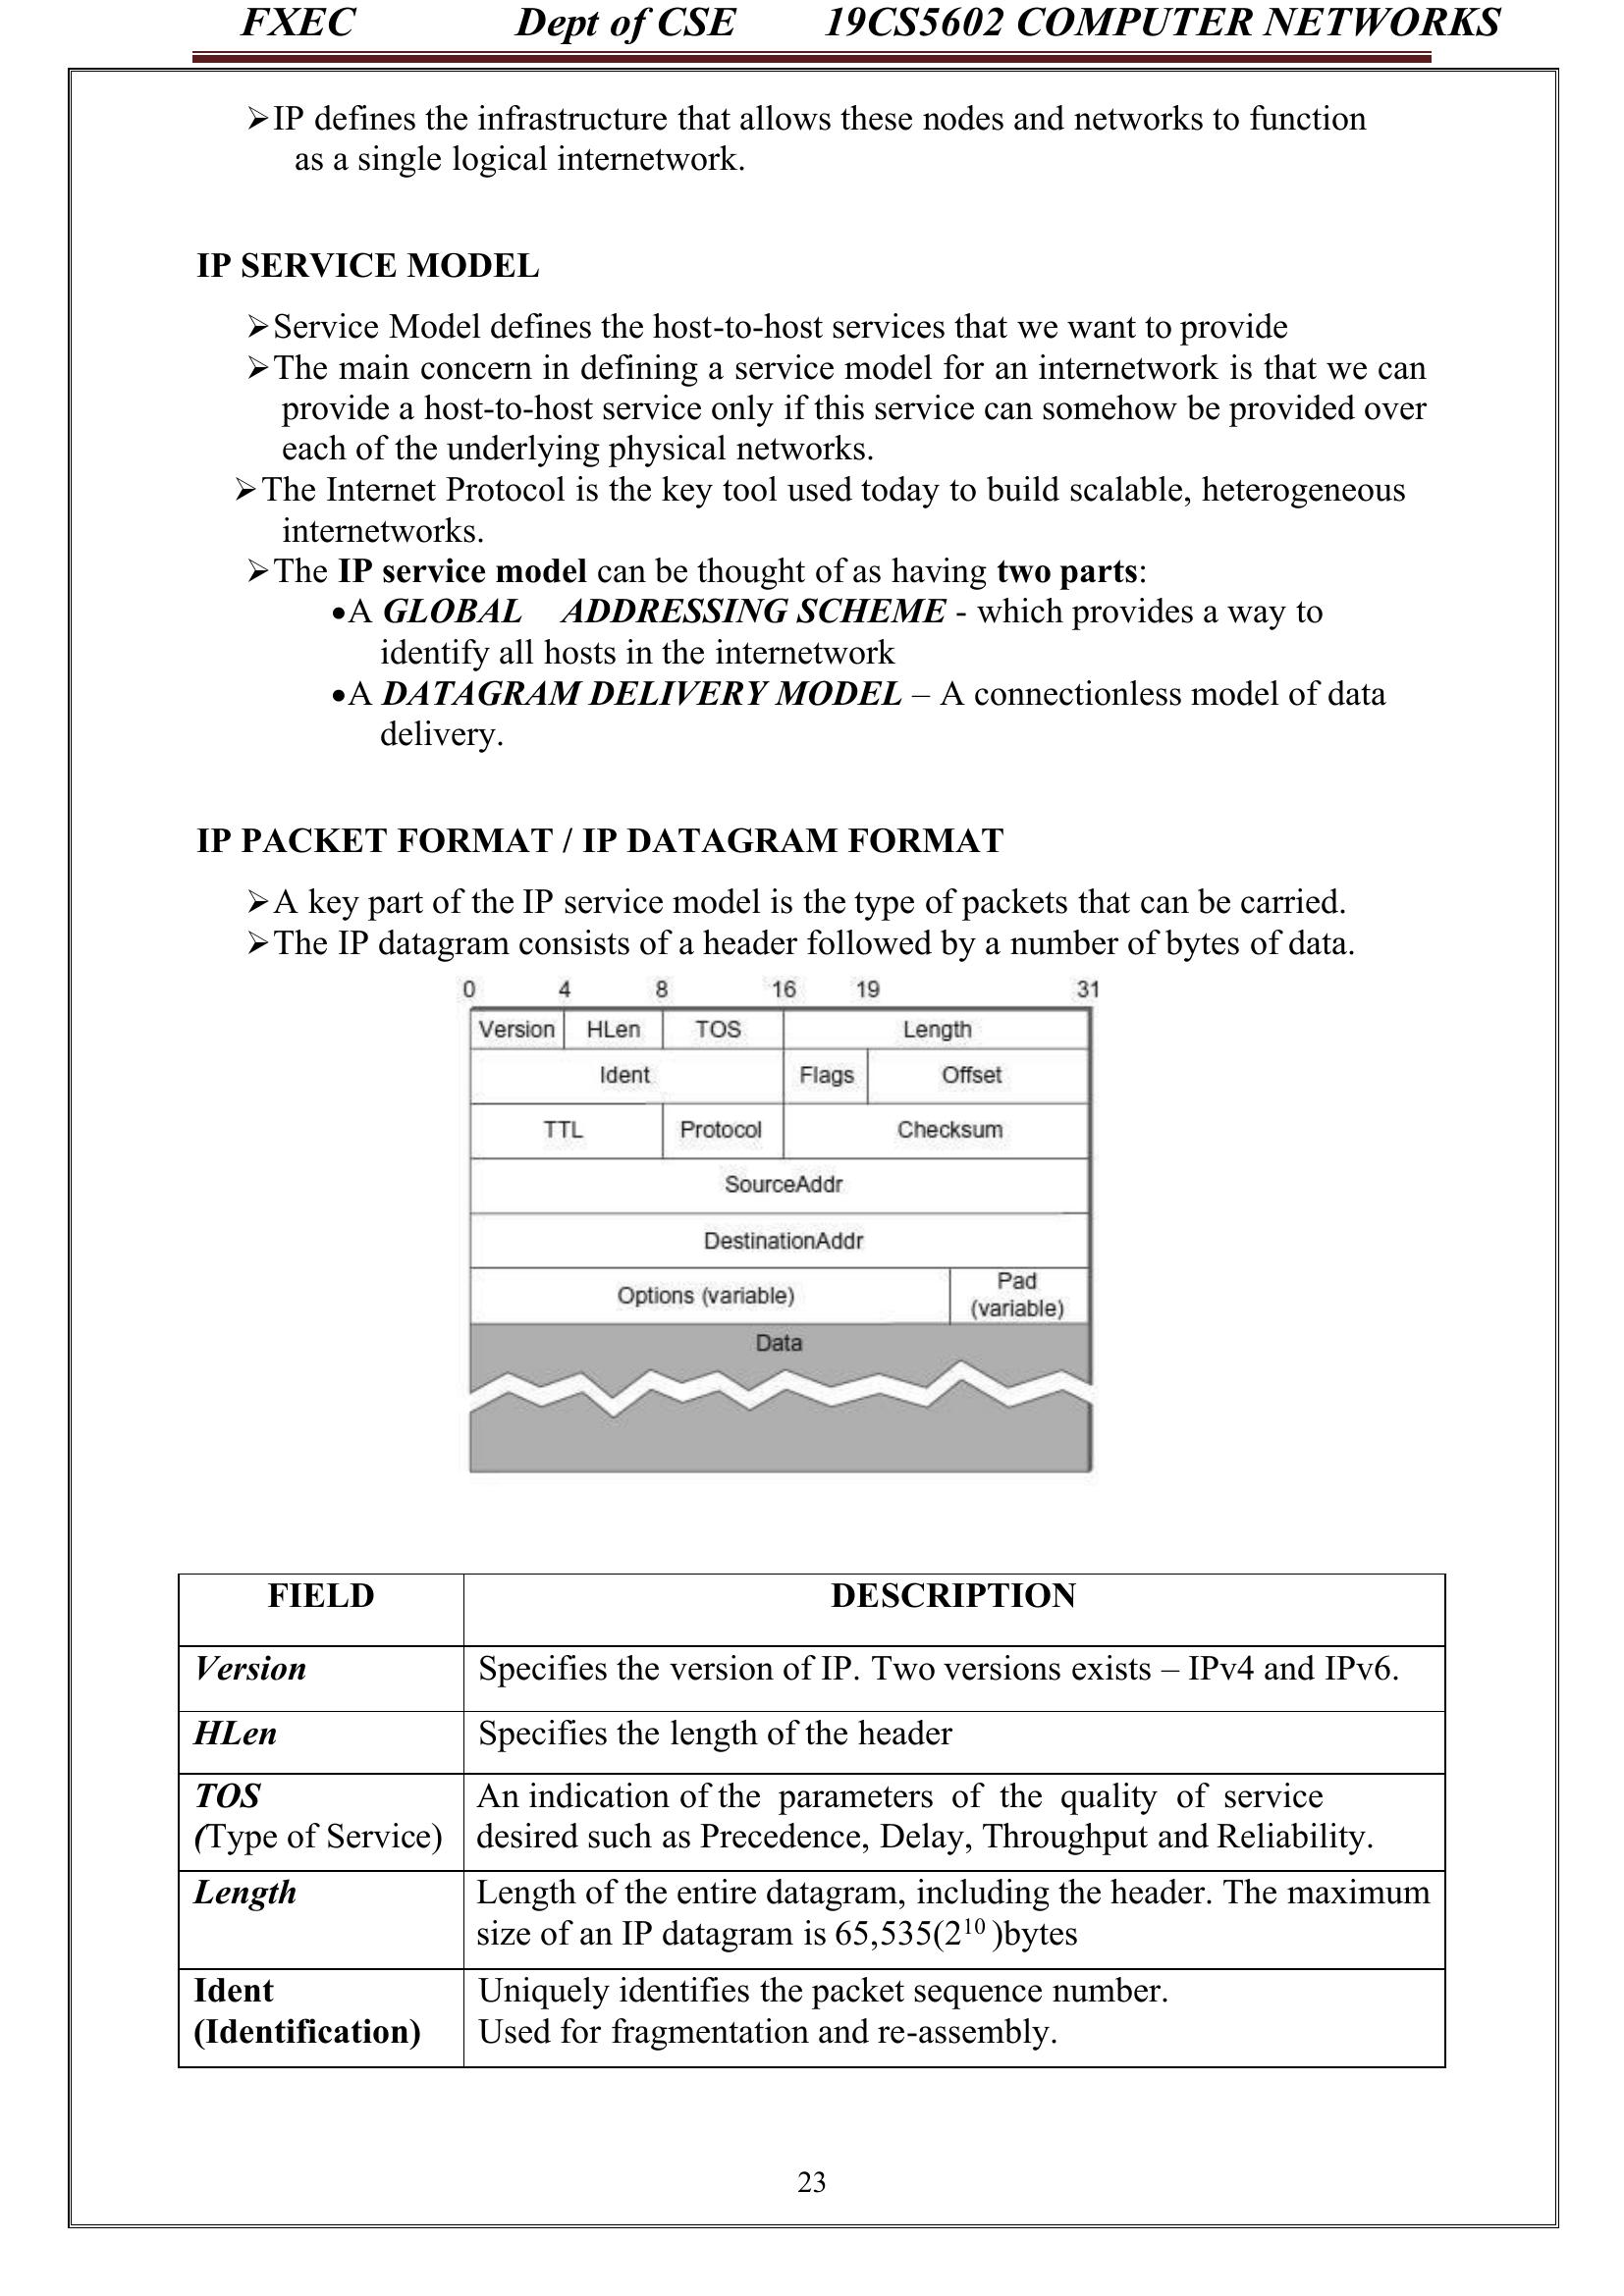 FXEC Dept of CSE 19CS5602 COMPUTER NETWORKS
➢IP defines the infrastructure that allows these nodes and networks to function
as a single logical internetwork.
IP SERVICE MODEL
➢Service Model defines the host-to-host services that we want to provide
➢The main concern in defining a service model for an internetwork is that we can
provide a host-to-host service only if this service can somehow be provided over
each of the underlying physical networks.
➢The Internet Protocol is the key tool used today to build scalable, heterogeneous
internetworks.
➢The IP service model can be thought of as having two parts:
•A GLOBAL ADDRESSING SCHEME - which provides a way to
identify all hosts in the internetwork
•A DATAGRAM DELIVERY MODEL – A connectionless model of data
delivery.
IP PACKET FORMAT / IP DATAGRAM FORMAT
➢A key part of the IP service model is the type of packets that can be carried.
➢The IP datagram consists of a header followed by a number of bytes of data.
0 4 8 16 19 31
Version HLen TOS Length
Ident Flags Offset
TTL Protocol Checksum
SourceAddr
DestinationAddr
Options (variable) Pad
(variable)
Data
FIELD DESCRIPTION
Version Specifies the version of IP. Two versions exists – IPv4 and IPv6.
HLen Specifies the length of the header
TOS An indication of the parameters of the quality of service
(Type of Service) desired such as Precedence, Delay, Throughput and Reliability.
Length Length of the entire datagram, including the header. The maximum
size of an IP datagram is 65,535(2¹⁰ )bytes
Ident Uniquely identifies the packet sequence number.
(Identification) Used for fragmentation and re-assembly.
23